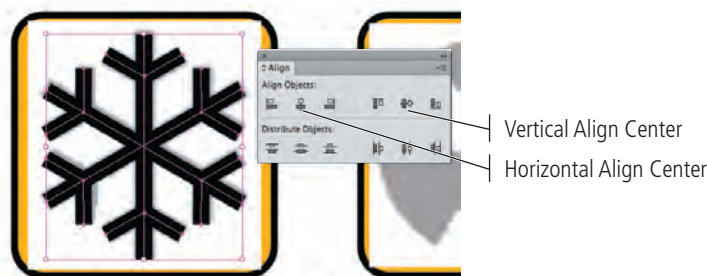 Align
Align Objects:
Distribute Objects:
Vertical Align Center
Horizontal Align Center